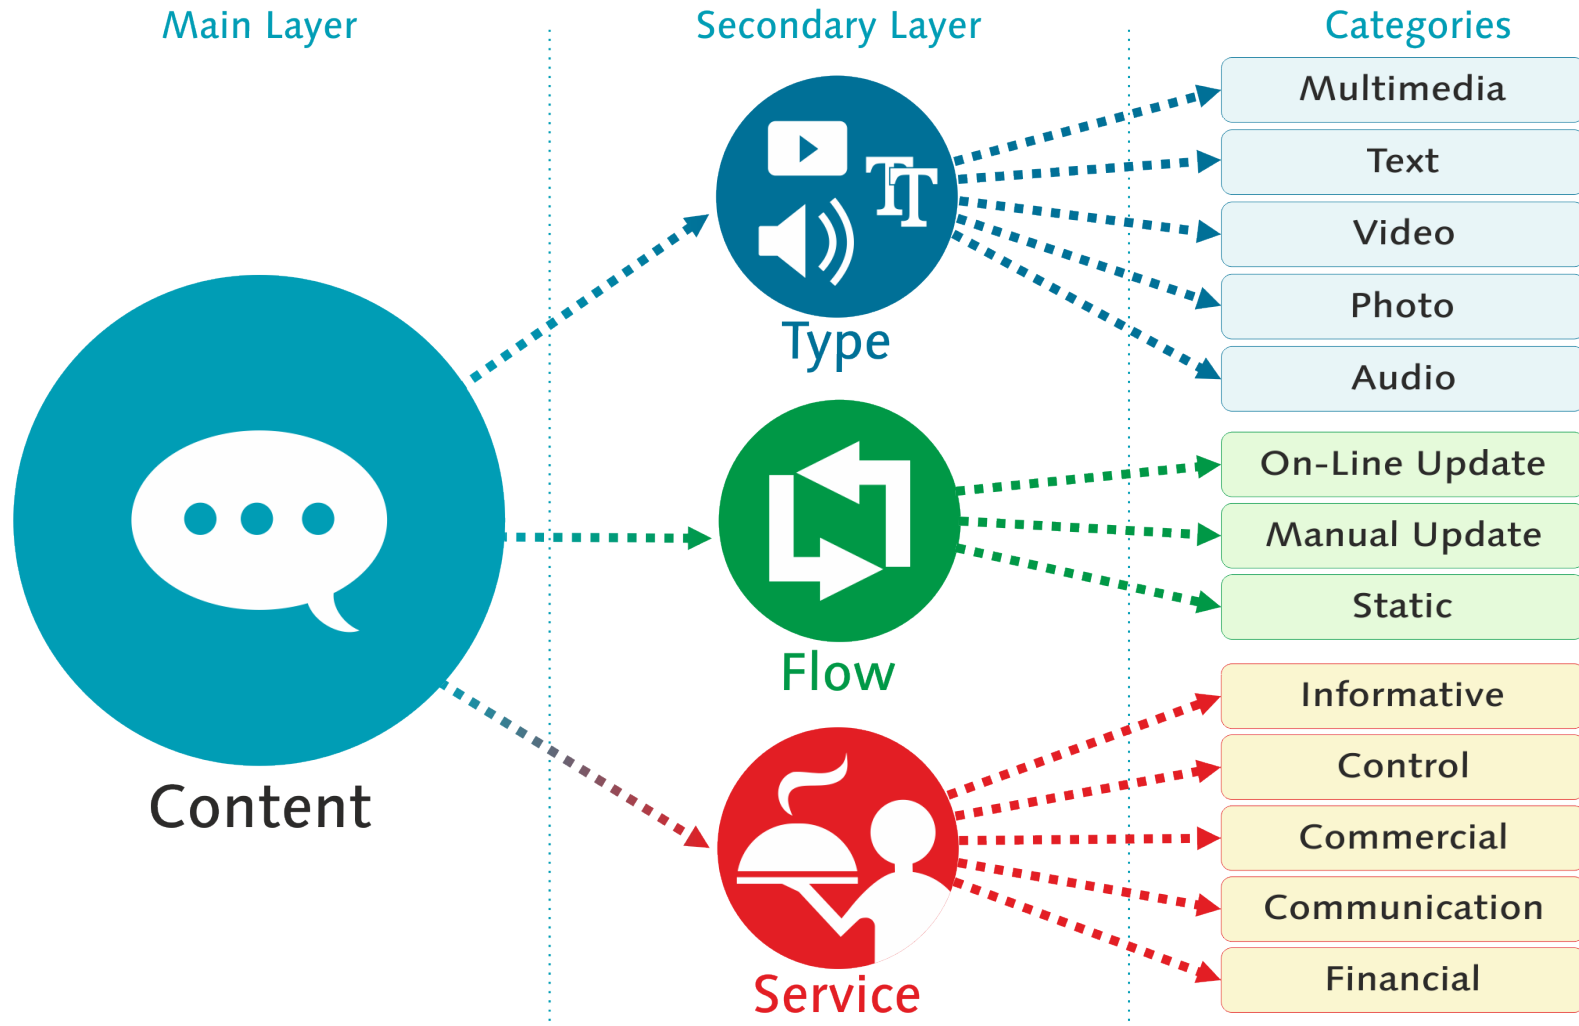 Main Layer
Secondary Layer
Categories
Content
Type
Multimedia
Text
Video
Photo
Audio
Flow
On-Line Update
Manual Update
Static
Service
Informative
Control
Commercial
Communication
Financial